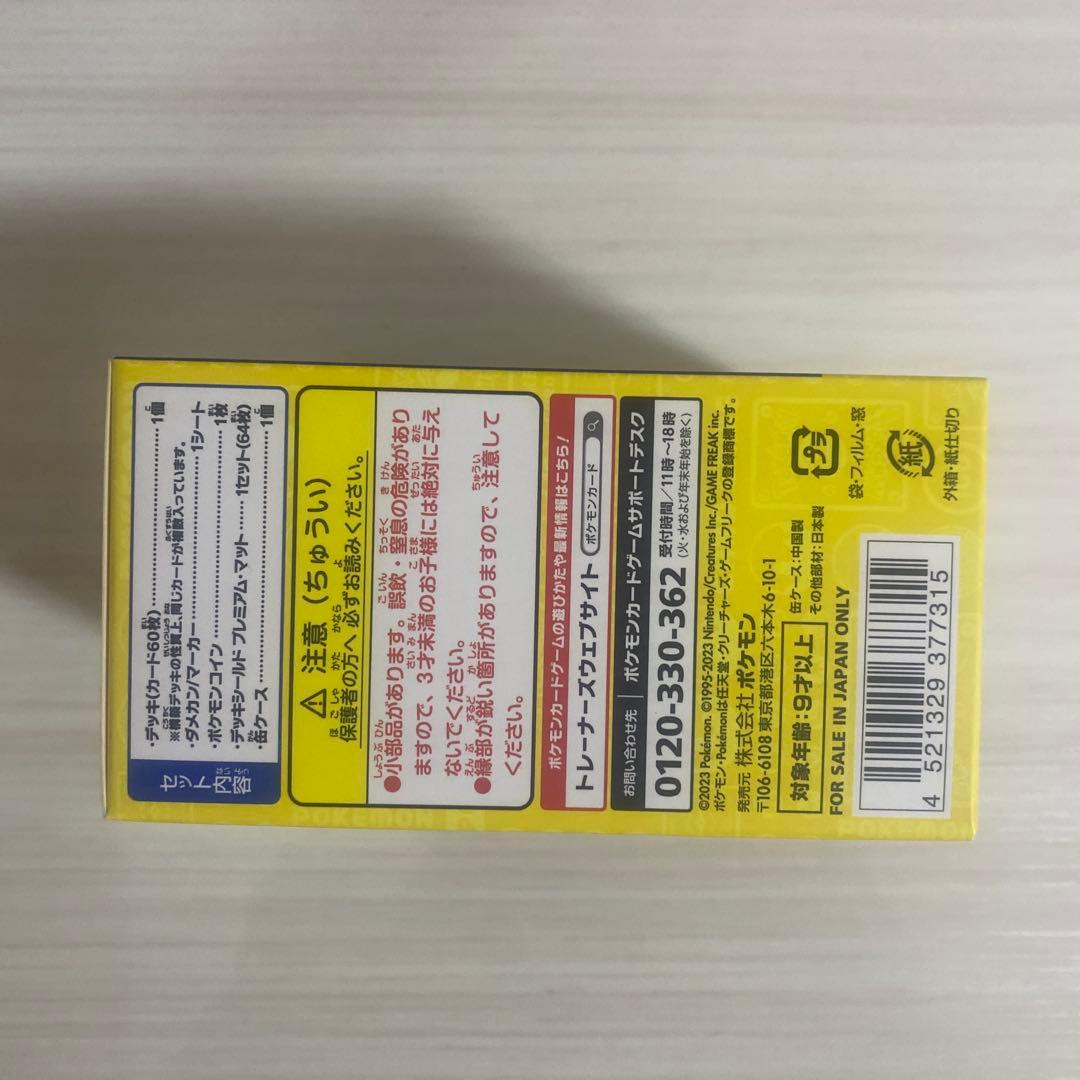 セット内容
・デッキ(カード60枚)……1個
※構築デッキの性質上、同じカードが複数入っています。
・ダメカン/マーカー……1シート
・ポケモンコイン……1枚
・デッキシールド プレミアム・マット……1セット(64枚)
・缶ケース……1個
⚠ 注意(ちゅうい)
保護者の方へ 必ずお読みください。
●小部品があります。誤飲・窒息の危険があり
ますので、3才未満のお子様には絶対に与え
ないでください。
●縁部が鋭い箇所がありますので、注意して
ください。
ポケモンカードゲームの遊びかたや最新情報はこちら!
トレーナーズウェブサイト ポケモンカード
お問い合わせ先 ポケモンカードゲームサポートデスク
0120-330-362 受付時間/11時〜18時
(火・水および年末年始を除く)
©2023 Pokémon. ©1995-2023 Nintendo/Creatures Inc./GAME FREAK inc.
ポケモン・Pokémonは任天堂・クリーチャーズ・ゲームフリークの登録商標です。
発売元 株式会社 ポケモン
〒106-6108 東京都港区六本木6-10-1
対象年齢:9才以上
缶ケース:中国製
その他部材:日本製
FOR SALE IN JAPAN ONLY
4 521329 377315
プラ
袋・フィルム・窓
紙
外箱・紙仕切り
POKÉMON
POKÉMON